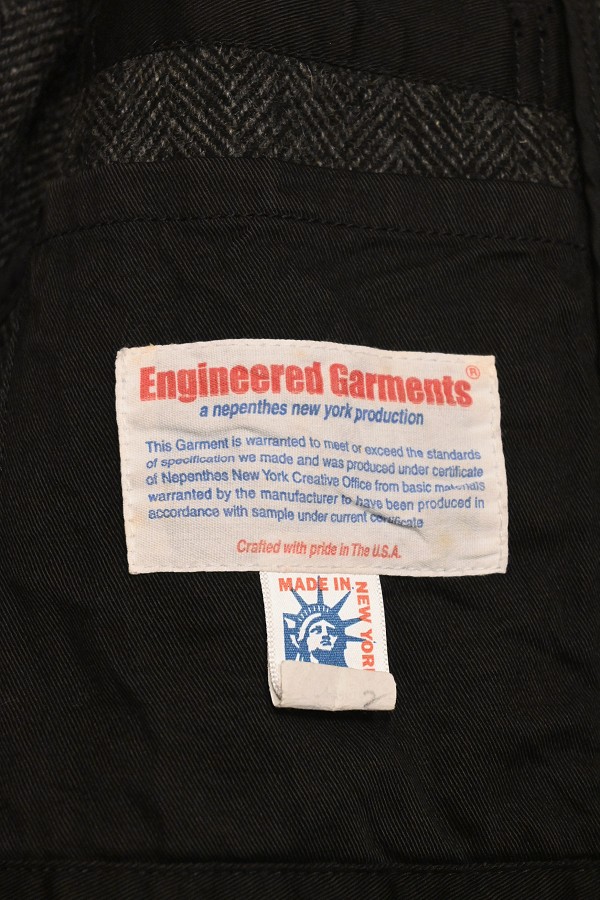 Engineered Garments®
a nepenthes new york production
This Garment is warranted to meet or exceed the standards
of specification we made and was produced under certificate
of Nepenthes New York Creative Office from basic materials
warranted by the manufacturer to have been produced in
accordance with sample under current certificate
Crafted with pride in The U.S.A.
MADE IN
NEW YORK
2